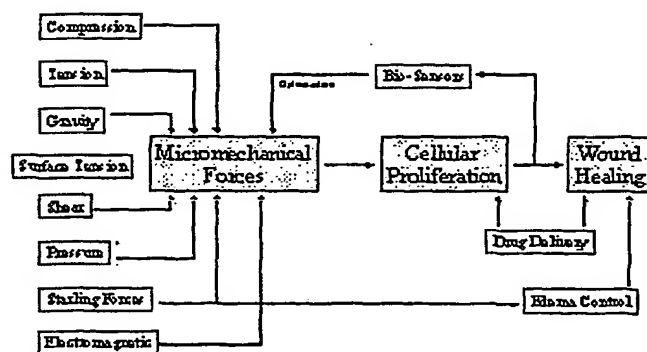 Compression
Tension
Gravity
Surface Tension
Shear
Pressure
Starling Forces
Electromagnetic
Micromechanical
Forces
Bio-Sensors
Cellular
Proliferation
Wound
Healing
Drug Delivery
Edema Control